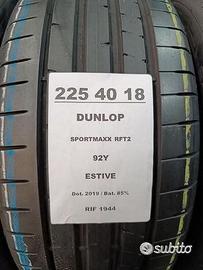 225 40 18
DUNLOP
SPORTMAXX RFT2
92Y
ESTIVE
Dot. 2019 / Bat. 85%
RIF 1944
subito